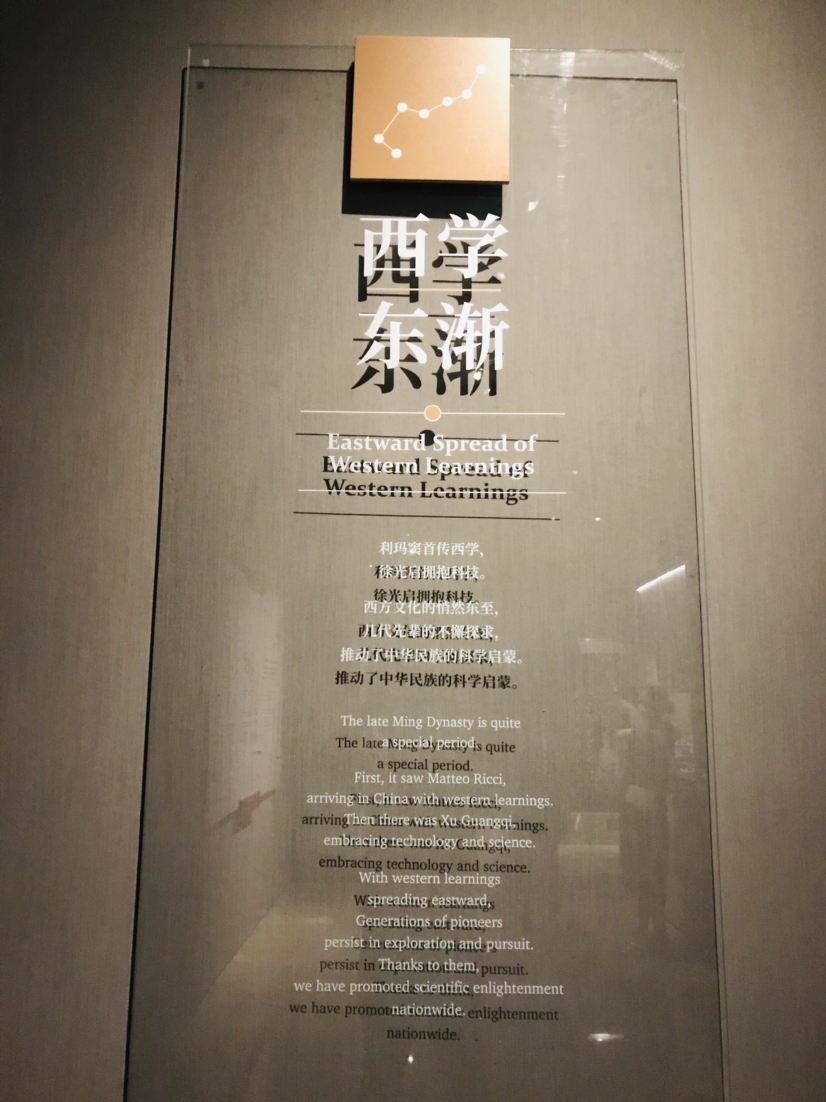 西学
东渐
Eastward Spread of
Western Learnings
利玛窦首传西学,
徐光启拥抱科技。
西方文化的悄然东至,
几代先辈的不懈探求,
推动了中华民族的科学启蒙。
The late Ming Dynasty is quite
a special period.
First, it saw Matteo Ricci,
arriving in China with western learnings.
Then there was Xu Guangqi,
embracing technology and science.
With western learnings
spreading eastward,
Generations of pioneers
persist in exploration and pursuit.
Thanks to them,
we have promoted scientific enlightenment
nationwide.